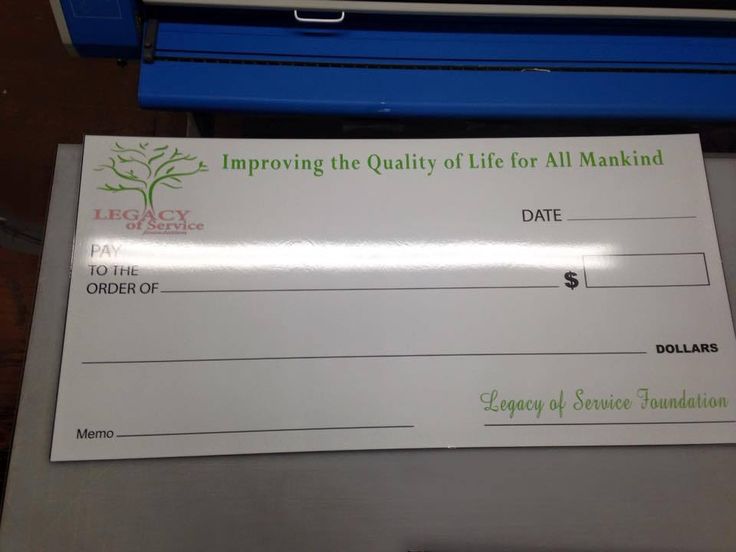 Improving the Quality of Life for All Mankind
LEGACY
of Service
foundation
DATE
PAY
TO THE
ORDER OF
$
DOLLARS
Legacy of Service Foundation
Memo